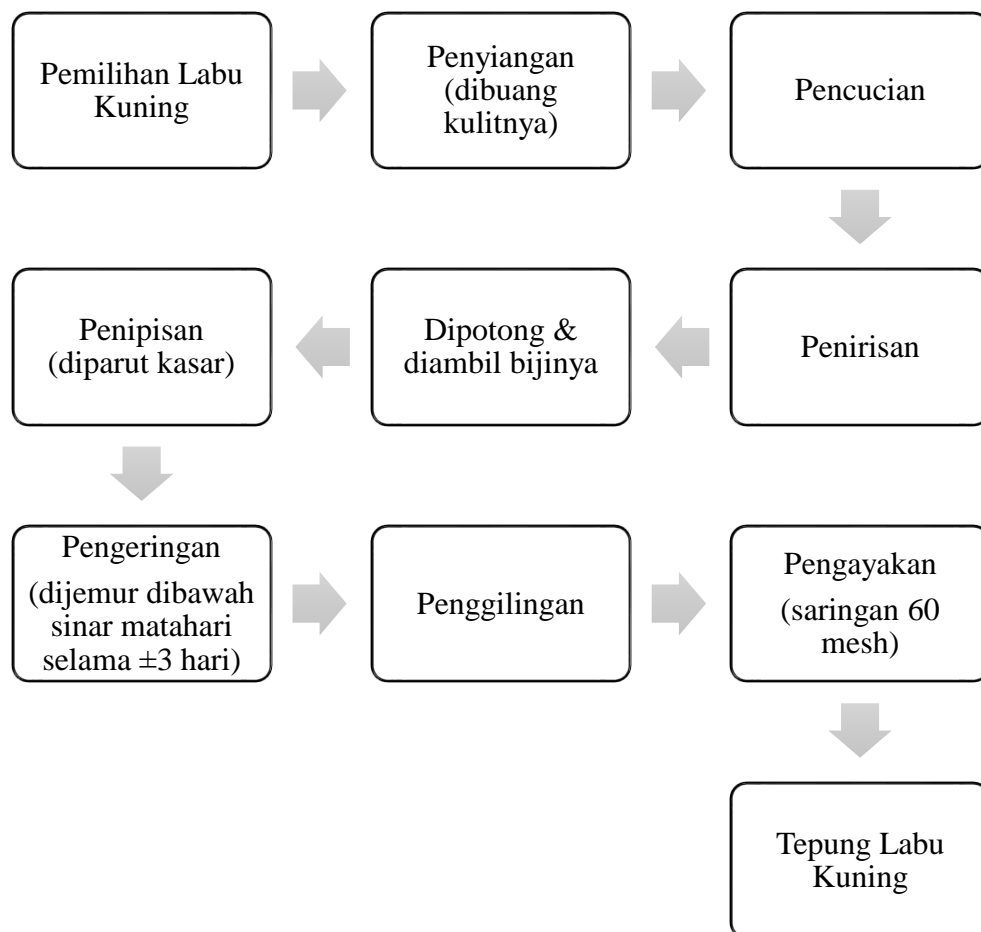 Pemilihan Labu
Kuning
Penyiangan
(dibuang
kulitnya)
Pencucian
Penirisan
Dipotong &
diambil bijinya
Penipisan
(diparut kasar)
Pengeringan
(dijemur dibawah
sinar matahari
selama ±3 hari)
Penggilingan
Pengayakan
(saringan 60
mesh)
Tepung Labu
Kuning